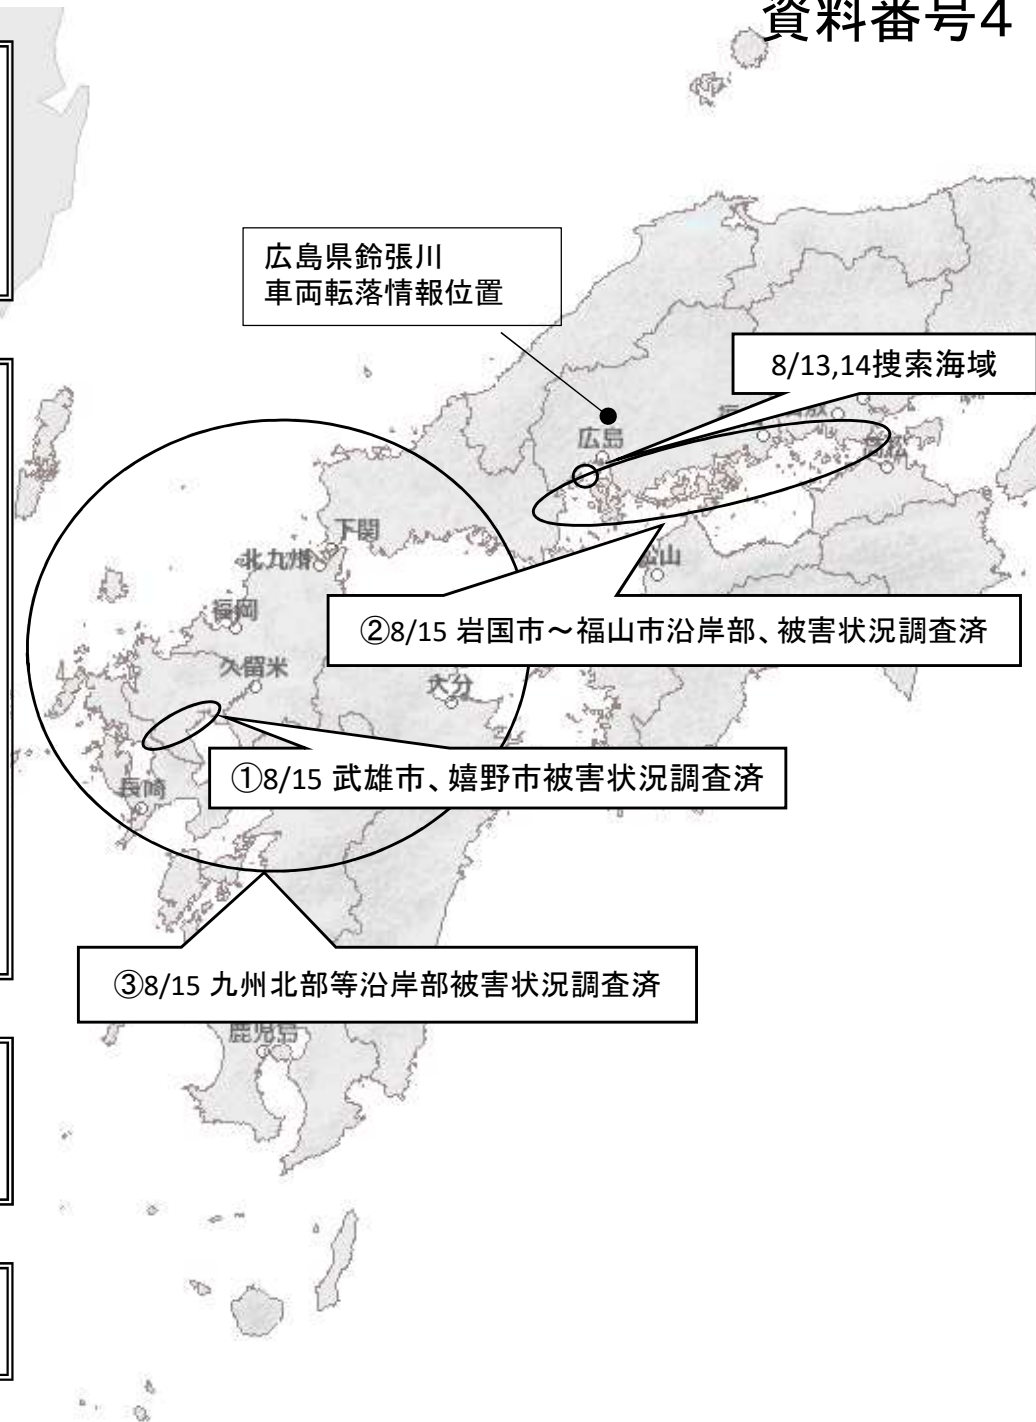 資料番号4
広島県鈴張川
車両転落情報位置
8/13,14捜索海域
広島
下関
北九州
松山
福岡
②8/15 岩国市～福山市沿岸部、被害状況調査済
久留米
大分
①8/15 武雄市、嬉野市被害状況調査済
長崎
③8/15 九州北部等沿岸部被害状況調査済
鹿児島